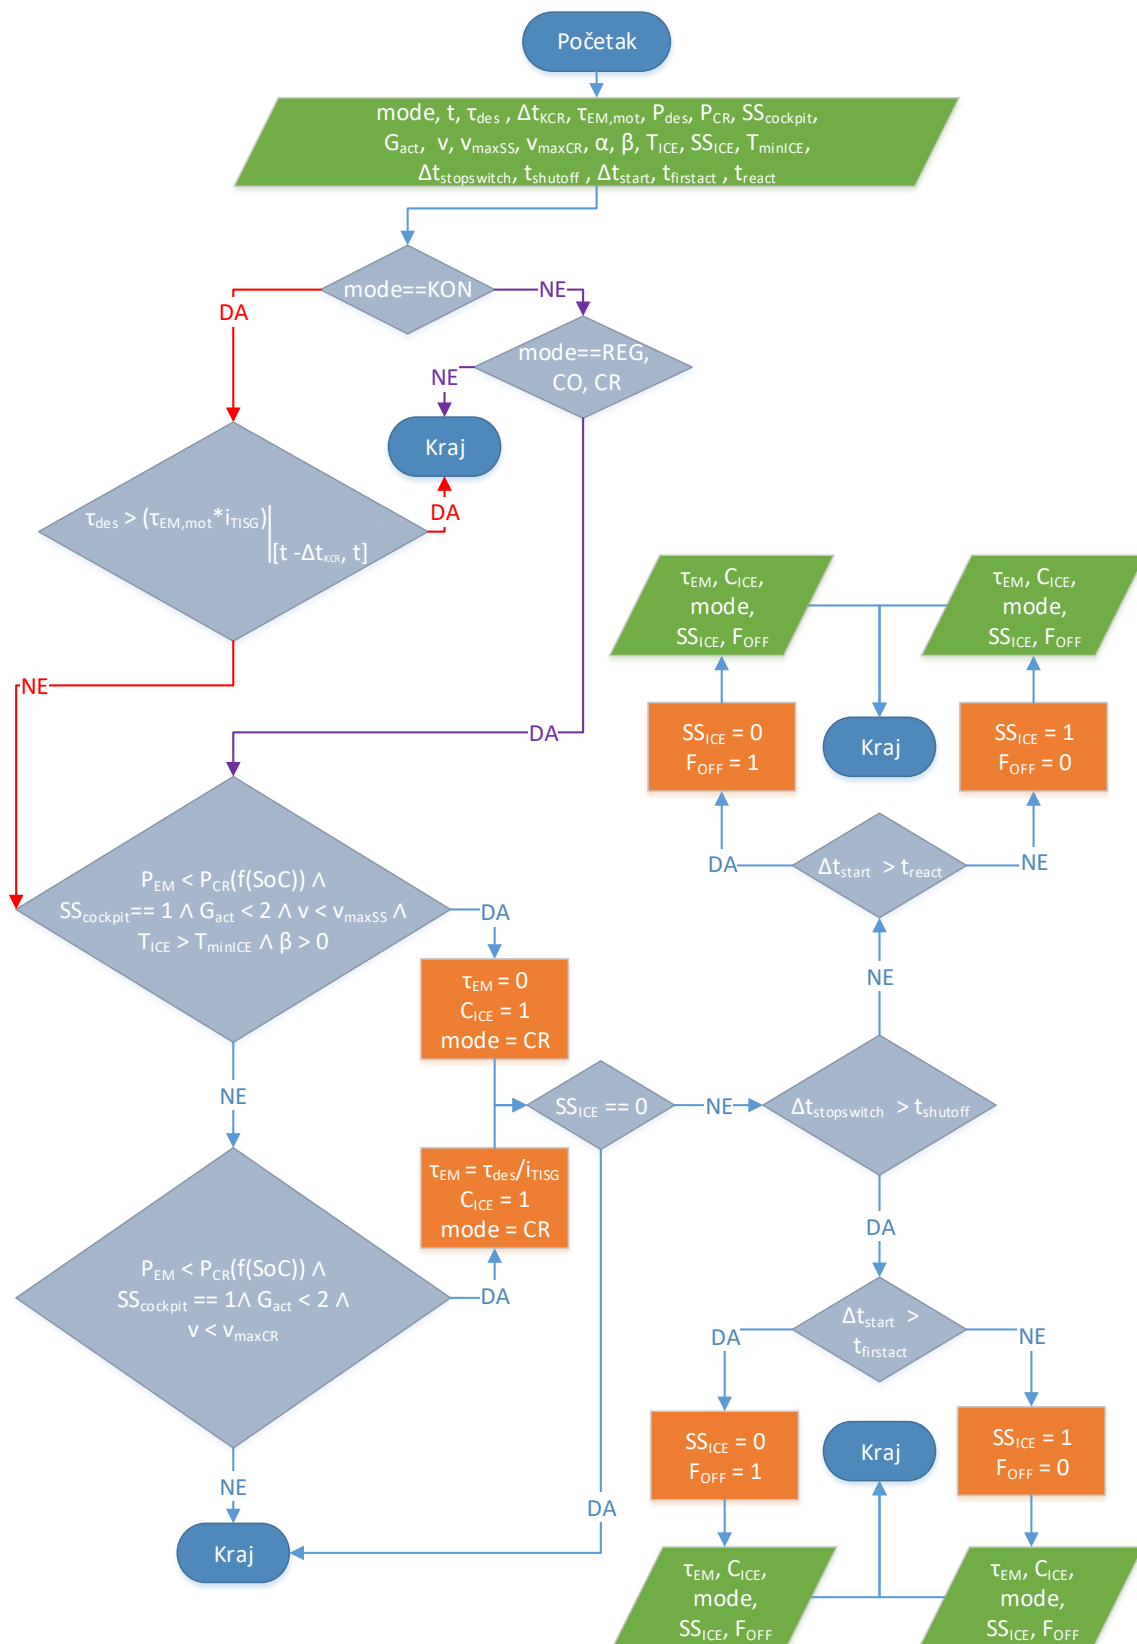 Početak
mode, t, τdes , ΔtKCR, τEM,mot, Pdes, PCR, SScockpit,
Gact, v, vmaxSS, vmaxCR, α, β, TICE, SSICE, TminICE,
Δtstopswitch, tshutoff , Δtstart, tfirstact , treact
mode==KON
DA
NE
mode==REG,
CO, CR
NE
Kraj
DA
τdes > (τEM,mot*iTISG)|[t -ΔtKCR, t]
NE
DA
τEM, CICE,
mode,
SSICE, FOFF
τEM, CICE,
mode,
SSICE, FOFF
SSICE = 0
FOFF = 1
Kraj
SSICE = 1
FOFF = 0
DA
Δtstart > treact
NE
NE
PEM < PCR(f(SoC)) Λ
SScockpit== 1 Λ Gact < 2 Λ v < vmaxSS Λ
TICE > TminICE Λ β > 0
DA
τEM = 0
CICE = 1
mode = CR
NE
SSICE == 0
NE
Δtstopswitch > tshutoff
τEM = τdes/iTISG
CICE = 1
mode = CR
DA
PEM < PCR(f(SoC)) Λ
SScockpit == 1Λ Gact < 2 Λ
v < vmaxCR
DA
Δtstart >
tfirstact
DA
NE
SSICE = 0
FOFF = 1
Kraj
SSICE = 1
FOFF = 0
NE
DA
Kraj
τEM, CICE,
mode,
SSICE, FOFF
τEM, CICE,
mode,
SSICE, FOFF